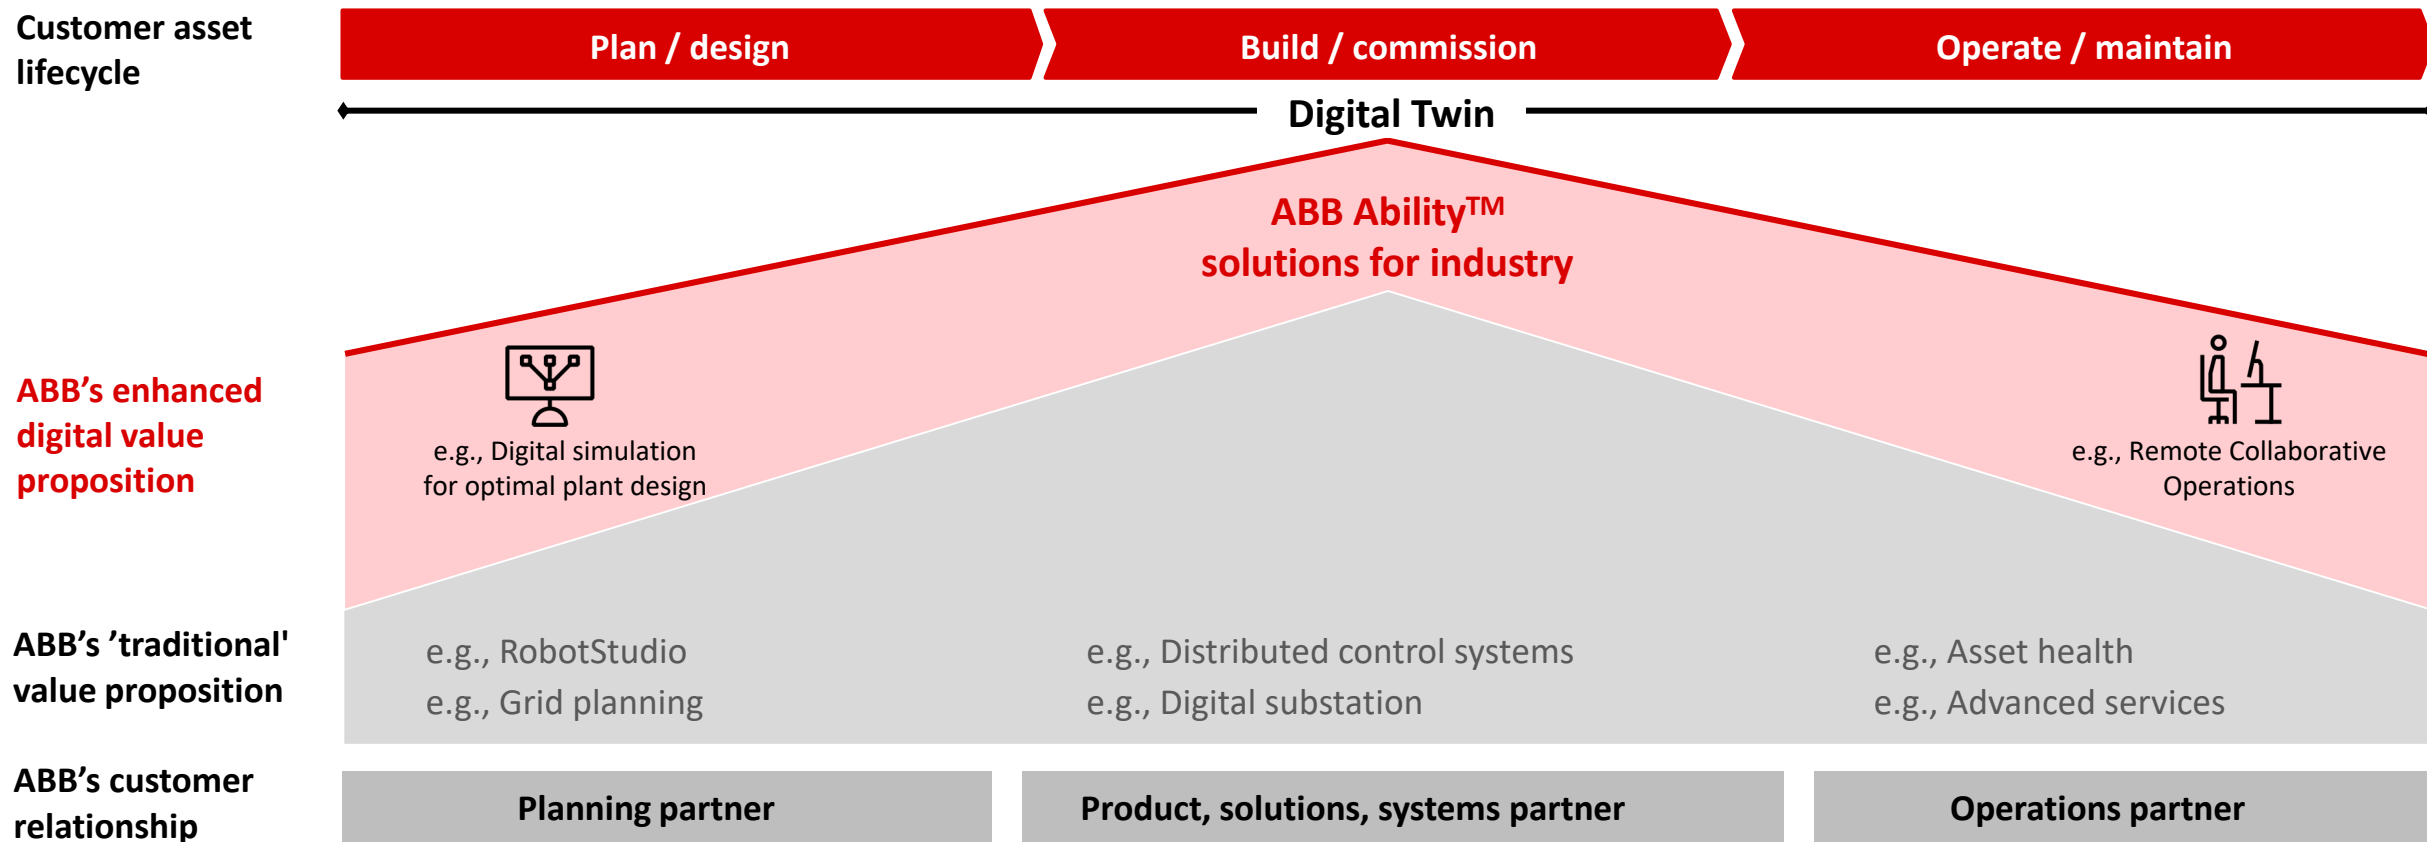 Customer asset
lifecycle
Plan / design
Build / commission
Operate / maintain
Digital Twin
ABB Ability™
solutions for industry
ABB’s enhanced
digital value
proposition
e.g., Digital simulation
for optimal plant design
e.g., Remote Collaborative
Operations
ABB’s ’traditional'
value proposition
e.g., RobotStudio
e.g., Grid planning
e.g., Distributed control systems
e.g., Digital substation
e.g., Asset health
e.g., Advanced services
ABB’s customer
relationship
Planning partner
Product, solutions, systems partner
Operations partner